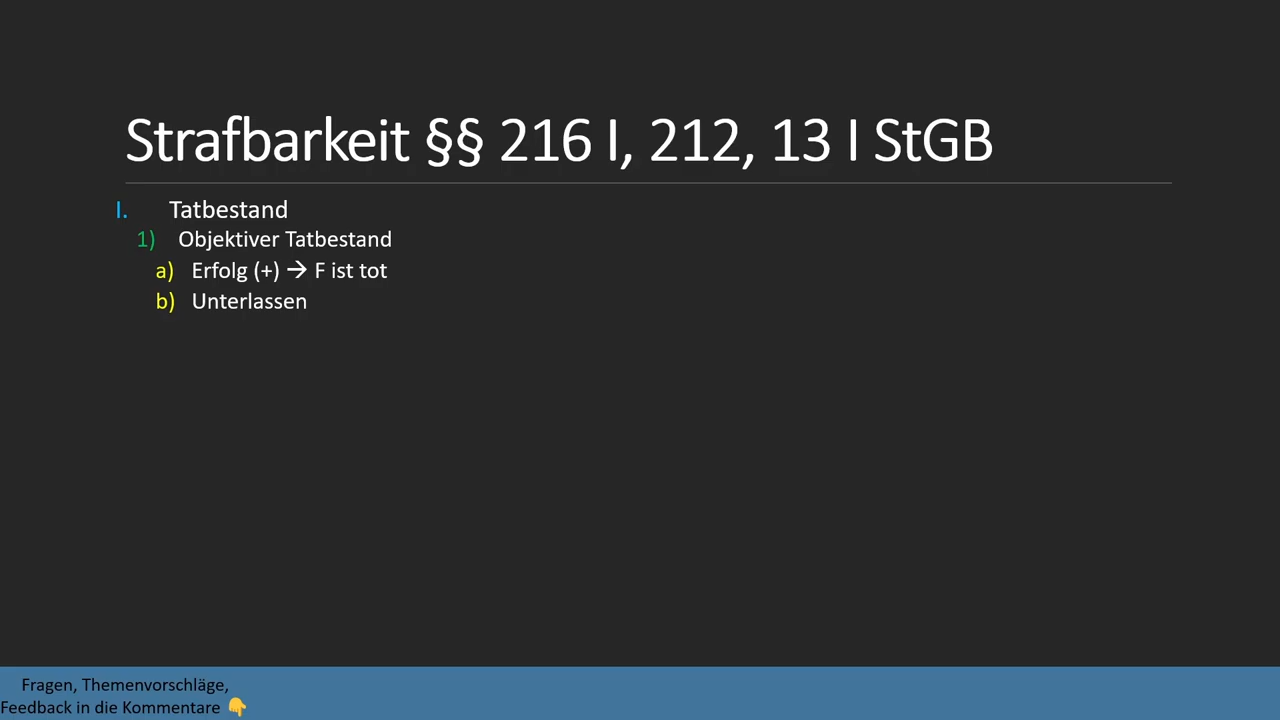 Strafbarkeit §§ 216 I, 212, 13 I StGB
I. Tatbestand
1) Objektiver Tatbestand
a) Erfolg (+) → F ist tot
b) Unterlassen
Fragen, Themenvorschläge,
Feedback in die Kommentare 👇